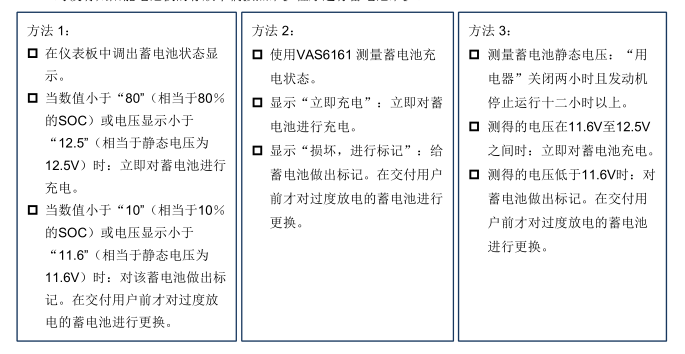 方法 1：
在仪表板中调出蓄电池状态显
示。
当数值小于“80”（相当于80%
的SOC）或电压显示小于
“12.5”（相当于静态电压为
12.5V）时：立即对蓄电池进行
充电。
当数值小于“10”（相当于10%
的SOC）或电压显示小于
“11.6”（相当于静态电压为
11.6V）时：对该蓄电池做出标
记。在交付用户前才对过度放
电的蓄电池进行更换。
方法 2：
使用VAS6161 测量蓄电池充
电状态。
显示“立即充电”：立即对蓄
电池进行充电。
显示“损坏，进行标记”：给
蓄电池做出标记。在交付用户
前才对过度放电的蓄电池进行
更换。
方法 3：
测量蓄电池静态电压：“用
电器”关闭两小时且发动机
停止运行十二小时以上。
测得的电压在11.6V至12.5V
之间时：立即对蓄电池充电。
测得的电压低于11.6V时：对
蓄电池做出标记。在交付用
户前才对过度放电的蓄电池
进行更换。